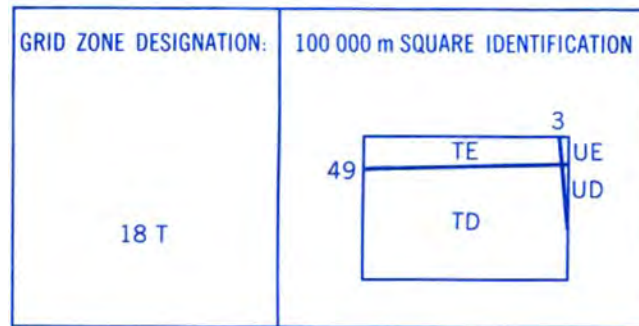 GRID ZONE DESIGNATION:
100 000 m SQUARE IDENTIFICATION
3
TE
UE
49
UD
TD
18 T